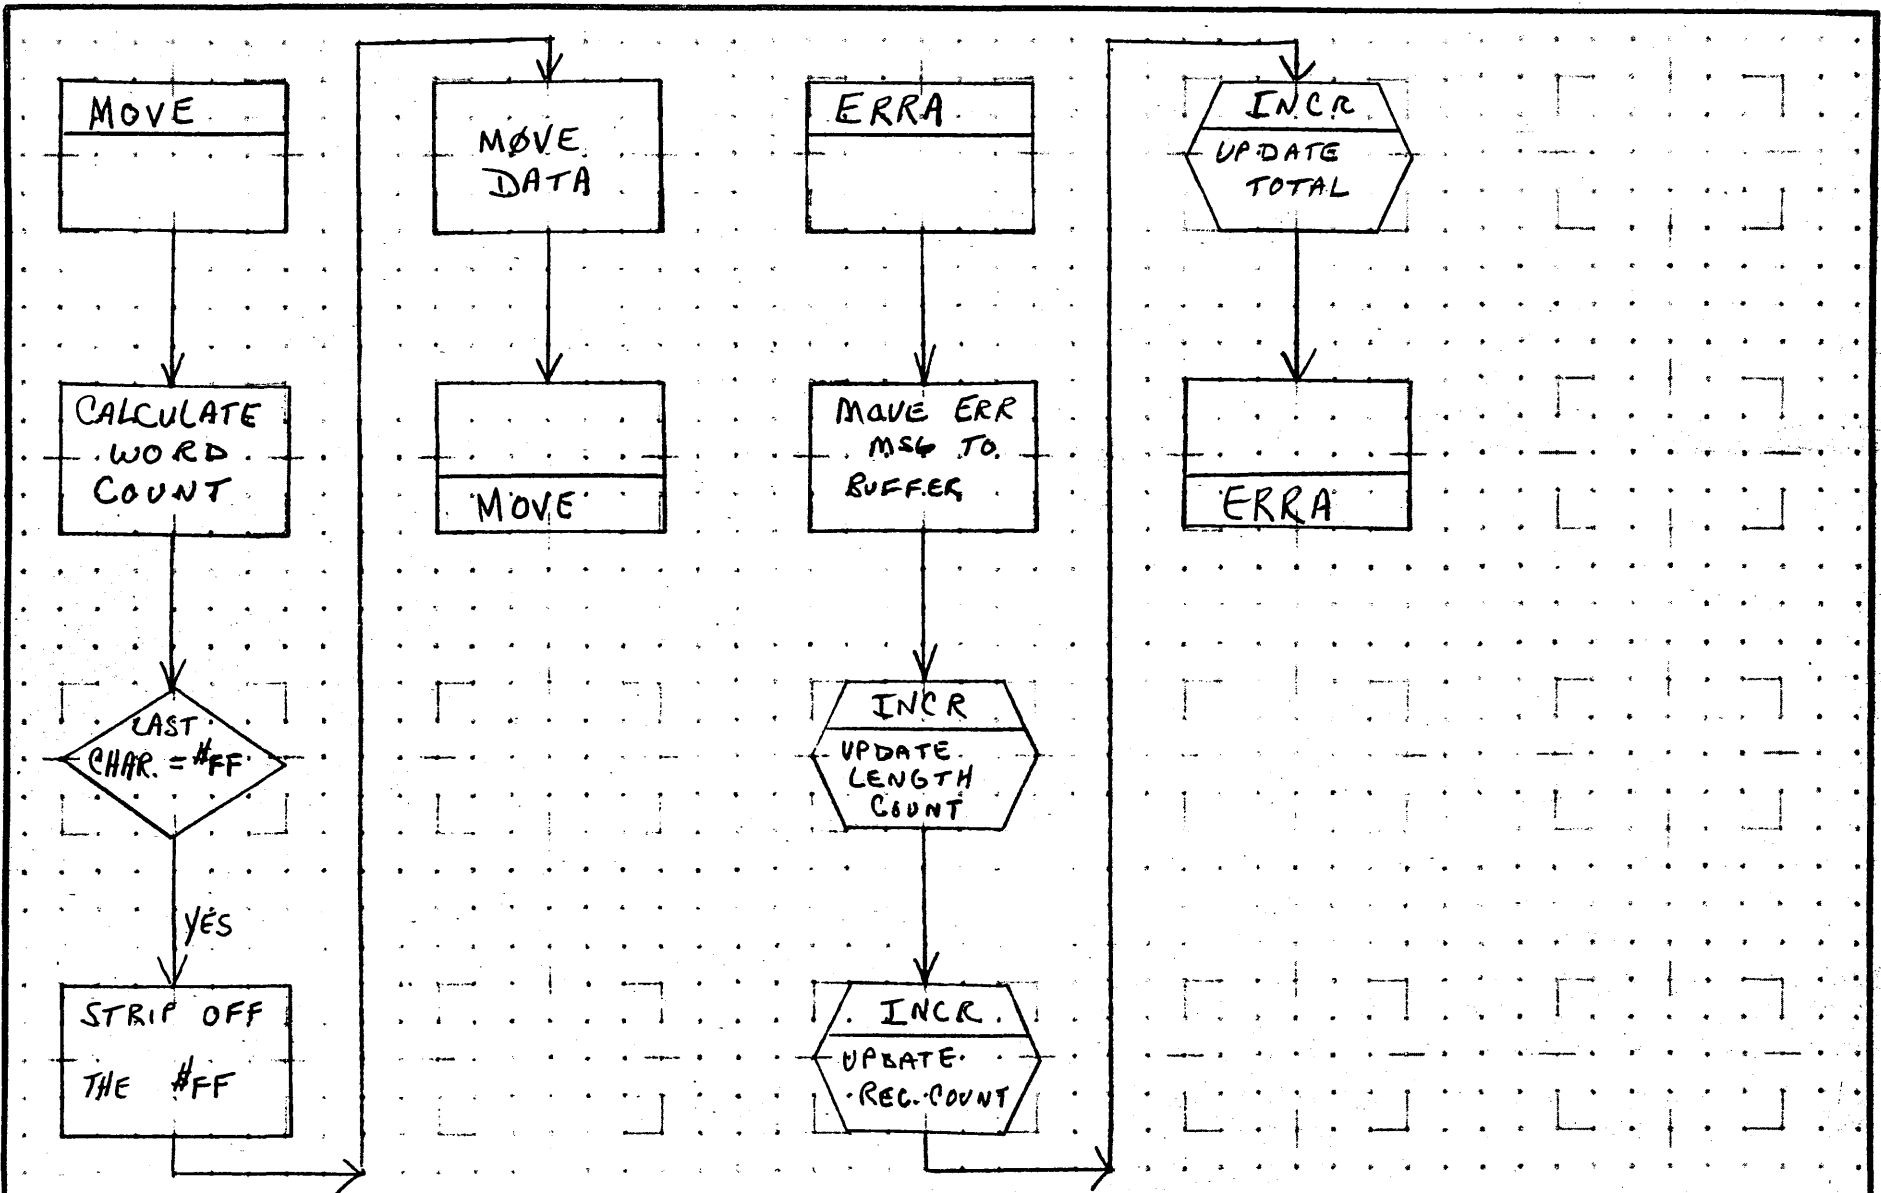 MOVE
CALCULATE
WORD
COUNT
LAST
CHAR. = #FF
YES
STRIP OFF
THE #FF
MØVE
DATA
MOVE
ERRA
MOVE ERR
MSG TO
BUFFER
INCR
UPDATE
LENGTH
COUNT
INCR
UPDATE
REC. COUNT
INCR
UPDATE
TOTAL
ERRA